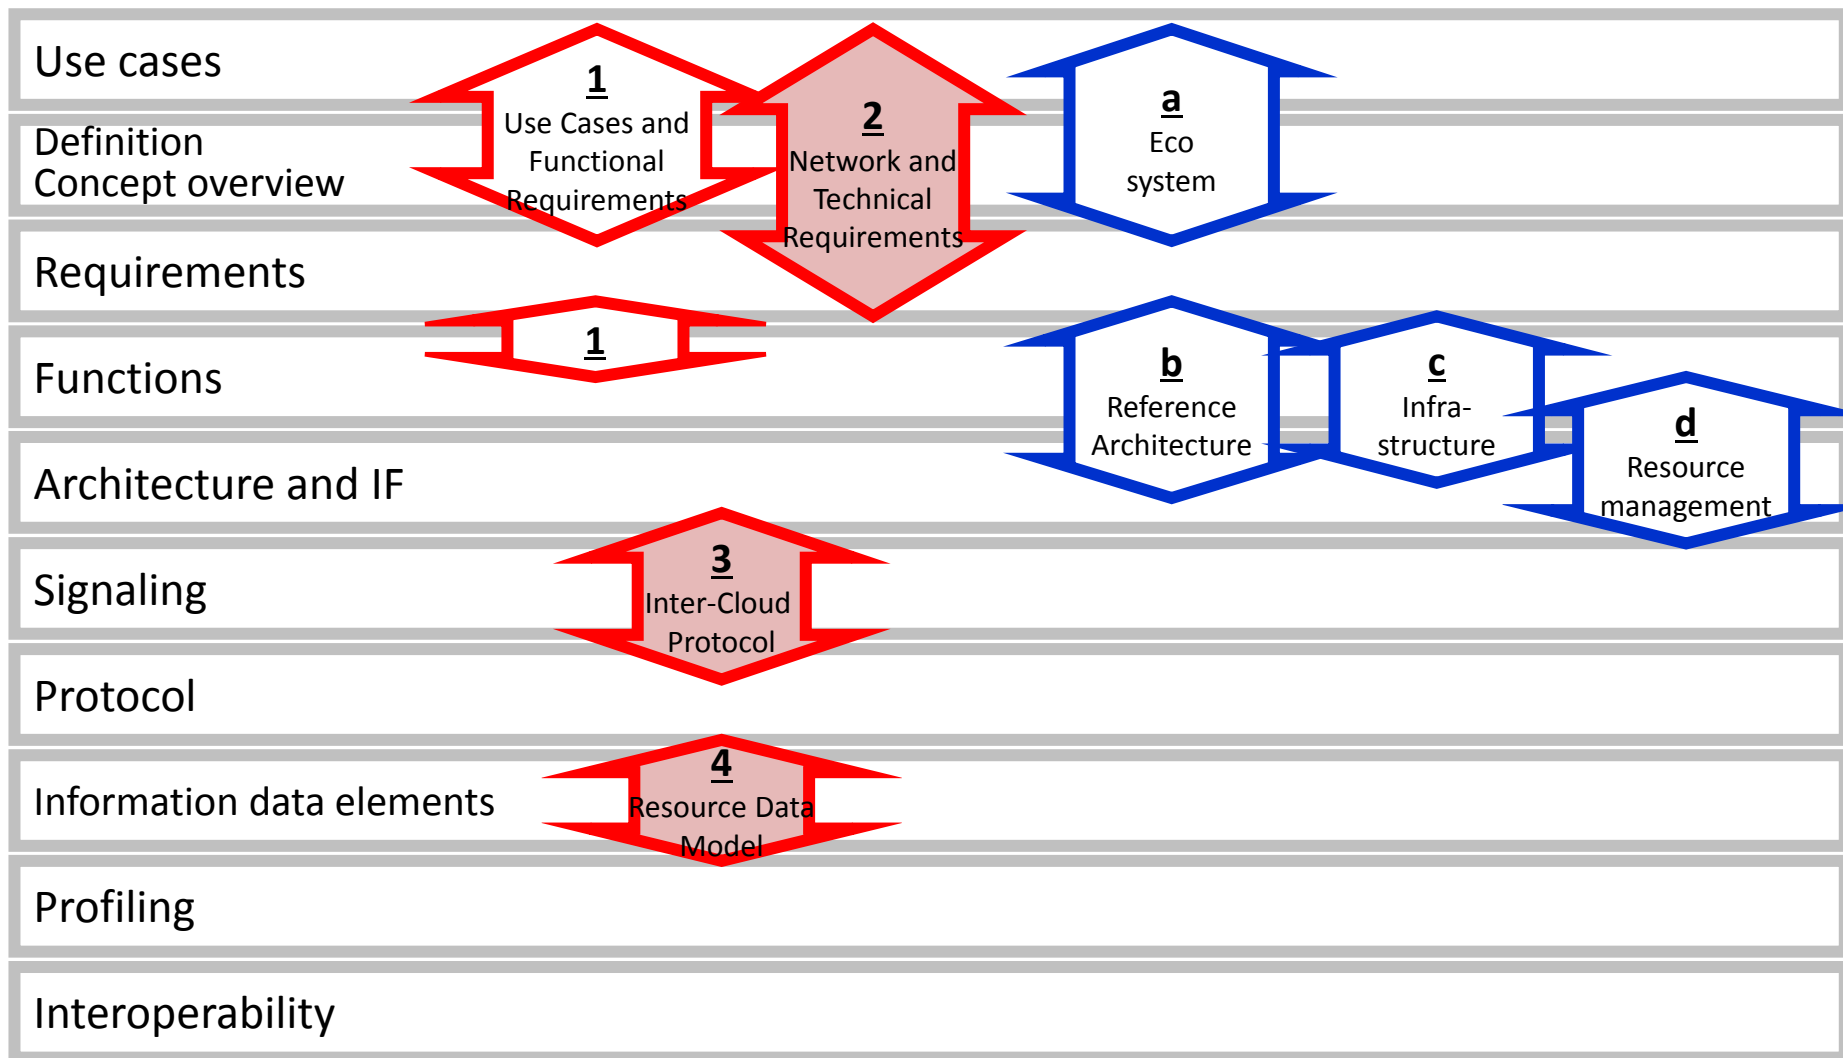 Use cases
Definition
Concept overview
Requirements
Functions
Architecture and IF
Signaling
Protocol
Information data elements
Profiling
Interoperability
1
Use Cases and
Functional
Requirements
2
Network and
Technical
Requirements
a
Eco
system
1
b
Reference
Architecture
c
Infra-
structure
d
Resource
management
3
Inter-Cloud
Protocol
4
Resource Data
Model